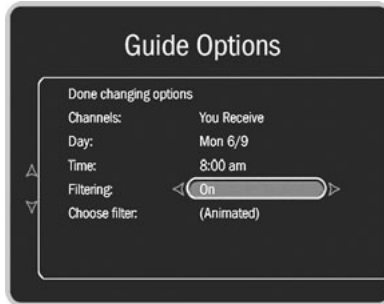 Guide Options
Done changing options
Channels: You Receive
Day: Mon 6/9
Time: 8:00 am
Filtering: On
Choose filter: (Animated)